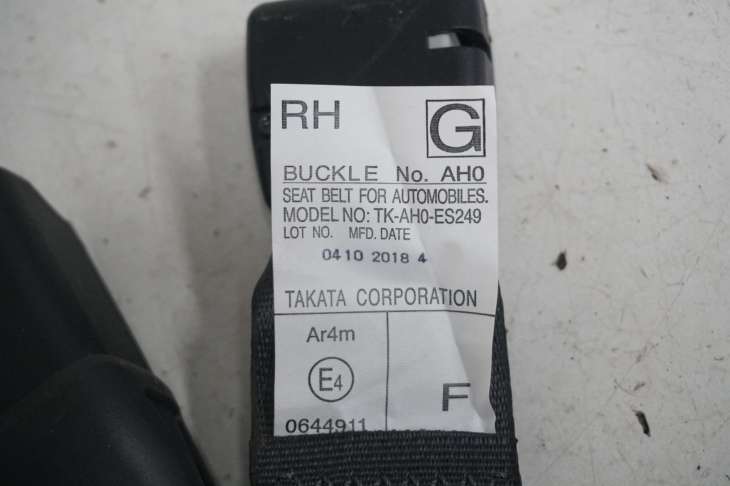 RH G
BUCKLE No. AH0
SEAT BELT FOR AUTOMOBILES.
MODEL NO: TK-AH0-ES249
LOT NO. MFD. DATE
0410 2018 4
TAKATA CORPORATION
Ar4m
E4
F
0644911